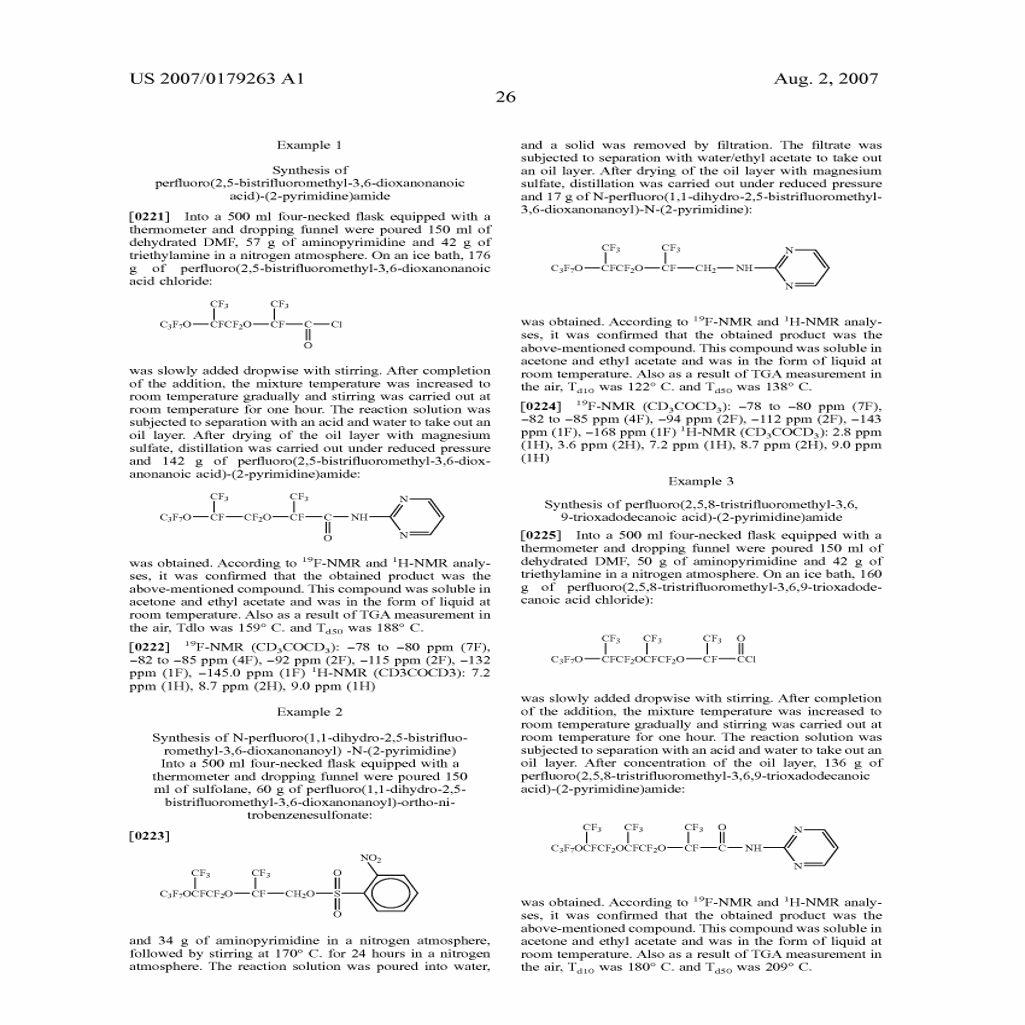 US 2007/0179263 A1
Aug. 2, 2007
26
Example 1
Synthesis of
perfluoro(2,5-bistrifluoromethyl-3,6-dioxanonanoic
acid)-(2-pyrimidine)amide
[0221] Into a 500 ml four-necked flask equipped with a
thermometer and dropping funnel were poured 150 ml of
dehydrated DMF, 57 g of aminopyrimidine and 42 g of
triethylamine in a nitrogen atmosphere. On an ice bath, 176
g of perfluoro(2,5-bistrifluoromethyl-3,6-dioxanonanoic
acid chloride:
CF₃ CF₃
C₃F₇O—CFCF₂O—CF—C—Cl
O
was slowly added dropwise with stirring. After completion
of the addition, the mixture temperature was increased to
room temperature gradually and stirring was carried out at
room temperature for one hour. The reaction solution was
subjected to separation with an acid and water to take out an
oil layer. After drying of the oil layer with magnesium
sulfate, distillation was carried out under reduced pressure
and 142 g of perfluoro(2,5-bistrifluoromethyl-3,6-diox-
anonanoic acid)-(2-pyrimidine)amide:
CF₃ CF₃ N
C₃F₇O—CF—CF₂O—CF—C—NH
O N
was obtained. According to ¹⁹F-NMR and ¹H-NMR analy-
ses, it was confirmed that the obtained product was the
above-mentioned compound. This compound was soluble in
acetone and ethyl acetate and was in the form of liquid at
room temperature. Also as a result of TGA measurement in
the air, Tdlo was 159° C. and T_d50 was 188° C.
[0222] ¹⁹F-NMR (CD₃COCD₃): −78 to −80 ppm (7F),
−82 to −85 ppm (4F), −92 ppm (2F), −115 ppm (2F), −132
ppm (1F), −145.0 ppm (1F) ¹H-NMR (CD3COCD3): 7.2
ppm (1H), 8.7 ppm (2H), 9.0 ppm (1H)
Example 2
Synthesis of N-perfluoro(1,1-dihydro-2,5-bistrifluo-
romethyl-3,6-dioxanonanoyl) -N-(2-pyrimidine)
Into a 500 ml four-necked flask equipped with a
thermometer and dropping funnel were poured 150
ml of sulfolane, 60 g of perfluoro(1,1-dihydro-2,5-
bistrifluoromethyl-3,6-dioxanonanoyl)-ortho-ni-
trobenzenesulfonate:
[0223]
NO₂
CF₃ CF₃ O
C₃F₇OCFCF₂O—CF—CH₂O—S
O
and 34 g of aminopyrimidine in a nitrogen atmosphere,
followed by stirring at 170° C. for 24 hours in a nitrogen
atmosphere. The reaction solution was poured into water,
and a solid was removed by filtration. The filtrate was
subjected to separation with water/ethyl acetate to take out
an oil layer. After drying of the oil layer with magnesium
sulfate, distillation was carried out under reduced pressure
and 17 g of N-perfluoro(1,1-dihydro-2,5-bistrifluoromethyl-
3,6-dioxanonanoyl)-N-(2-pyrimidine):
CF₃ CF₃ N
C₃F₇O—CFCF₂O—CF—CH₂—NH
N
was obtained. According to ¹⁹F-NMR and ¹H-NMR analy-
ses, it was confirmed that the obtained product was the
above-mentioned compound. This compound was soluble in
acetone and ethyl acetate and was in the form of liquid at
room temperature. Also as a result of TGA measurement in
the air, T_d10 was 122° C. and T_d50 was 138° C.
[0224] ¹⁹F-NMR (CD₃COCD₃): −78 to −80 ppm (7F),
−82 to −85 ppm (4F), −94 ppm (2F), −112 ppm (2F), −143
ppm (1F), −168 ppm (1F) ¹H-NMR (CD₃COCD₃): 2.8 ppm
(1H), 3.6 ppm (2H), 7.2 ppm (1H), 8.7 ppm (2H), 9.0 ppm
(1H)
Example 3
Synthesis of perfluoro(2,5,8-tristrifluoromethyl-3,6,
9-trioxadodecanoic acid)-(2-pyrimidine)amide
[0225] Into a 500 ml four-necked flask equipped with a
thermometer and dropping funnel were poured 150 ml of
dehydrated DMF, 50 g of aminopyrimidine and 42 g of
triethylamine in a nitrogen atmosphere. On an ice bath, 160
g of perfluoro(2,5,8-tristrifluoromethyl-3,6,9-trioxadode-
canoic acid chloride):
CF₃ CF₃ CF₃ O
C₃F₇O—CFCF₂OCFCF₂O—CF—CCl
was slowly added dropwise with stirring. After completion
of the addition, the mixture temperature was increased to
room temperature gradually and stirring was carried out at
room temperature for one hour. The reaction solution was
subjected to separation with an acid and water to take out an
oil layer. After concentration of the oil layer, 136 g of
perfluoro(2,5,8-tristrifluoromethyl-3,6,9-trioxadodecanoic
acid)-(2-pyrimidine)amide:
CF₃ CF₃ CF₃ O N
C₃F₇OCFCF₂OCFCF₂O—CF—C—NH
N
was obtained. According to ¹⁹F-NMR and ¹H-NMR analy-
ses, it was confirmed that the obtained product was the
above-mentioned compound. This compound was soluble in
acetone and ethyl acetate and was in the form of liquid at
room temperature. Also as a result of TGA measurement in
the air, T_d10 was 180° C. and T_d50 was 209° C.